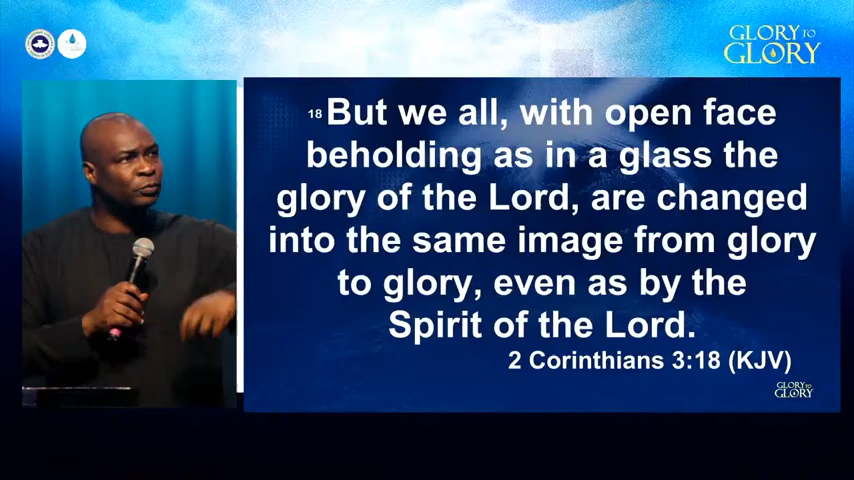 GLORY TO
GLORY
18 But we all, with open face
beholding as in a glass the
glory of the Lord, are changed
into the same image from glory
to glory, even as by the
Spirit of the Lord.
2 Corinthians 3:18 (KJV)
GLORY TO
GLORY